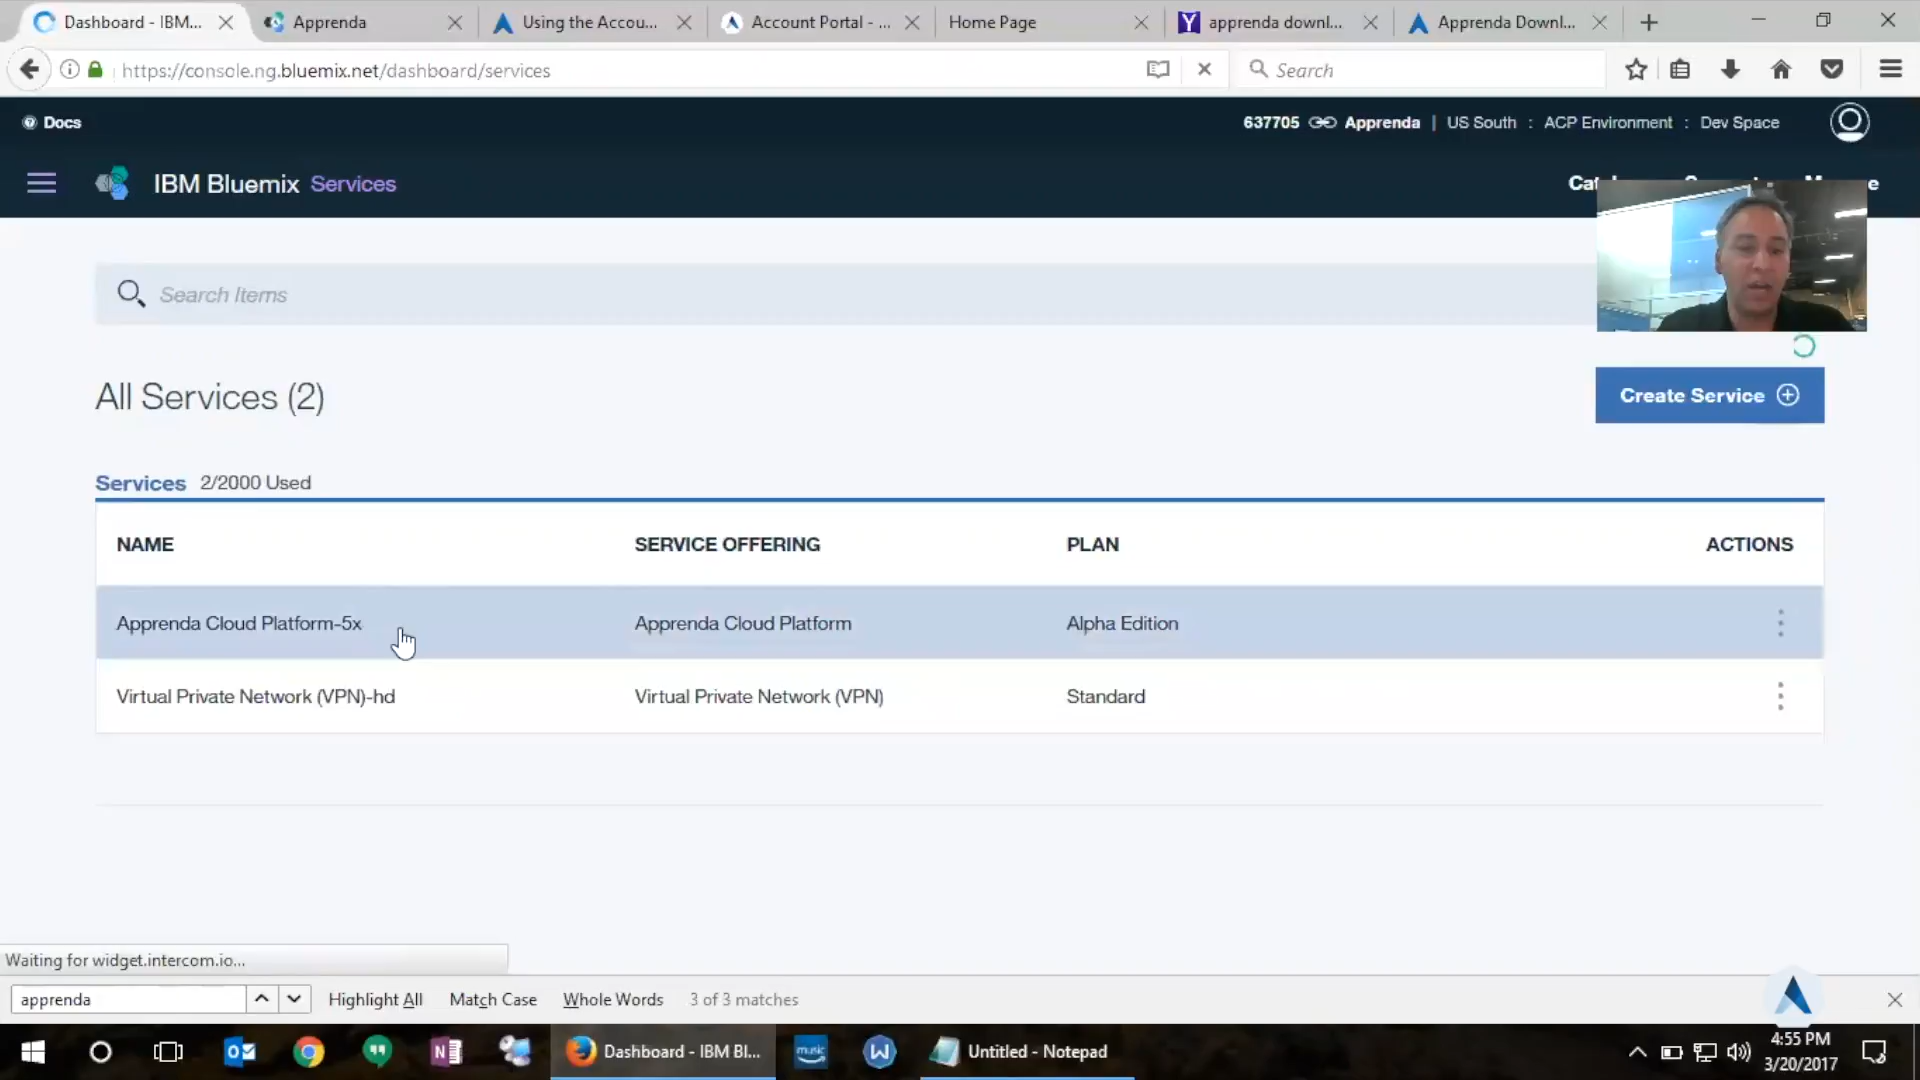 Dashboard - IBM...
Apprenda
Using the Accou...
Account Portal - ...
Home Page
apprenda downl...
Apprenda Downl...
https://console.ng.bluemix.net/dashboard/services
Search
Docs
637705 Apprenda | US South : ACP Environment : Dev Space
IBM Bluemix Services
Search Items
All Services (2)
Create Service
Services 2/2000 Used
NAME SERVICE OFFERING PLAN ACTIONS
Apprenda Cloud Platform-5x Apprenda Cloud Platform Alpha Edition
Virtual Private Network (VPN)-hd Virtual Private Network (VPN) Standard
Waiting for widget.intercom.io...
apprenda Highlight All Match Case Whole Words 3 of 3 matches
Dashboard - IBM Bl...
music
Untitled - Notepad
4:55 PM
3/20/2017